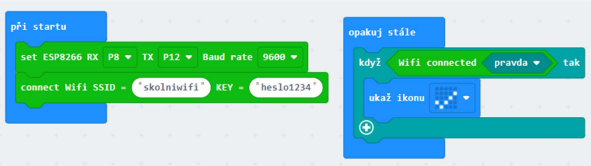 při startu
set ESP8266 RX P8 TX P12 Baud rate 9600
connect Wifi SSID = "skolniwifi" KEY = "heslo1234"
opakuj stále
když Wifi connected pravda tak
ukaž ikonu